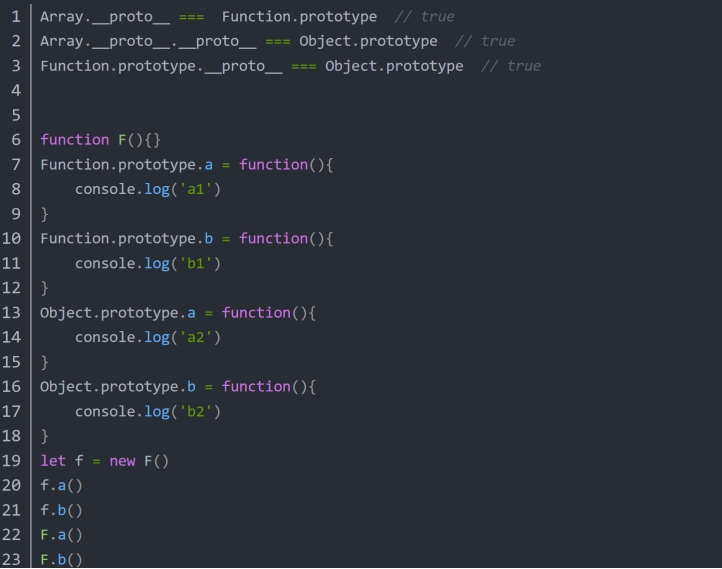 1 Array.__proto__ ===  Function.prototype  // true
2 Array.__proto__.__proto__ === Object.prototype  // true
3 Function.prototype.__proto__ === Object.prototype  // true
4
5
6 function F(){}
7 Function.prototype.a = function(){
8     console.log('a1')
9 }
10 Function.prototype.b = function(){
11     console.log('b1')
12 }
13 Object.prototype.a = function(){
14     console.log('a2')
15 }
16 Object.prototype.b = function(){
17     console.log('b2')
18 }
19 let f = new F()
20 f.a()
21 f.b()
22 F.a()
23 F.b()